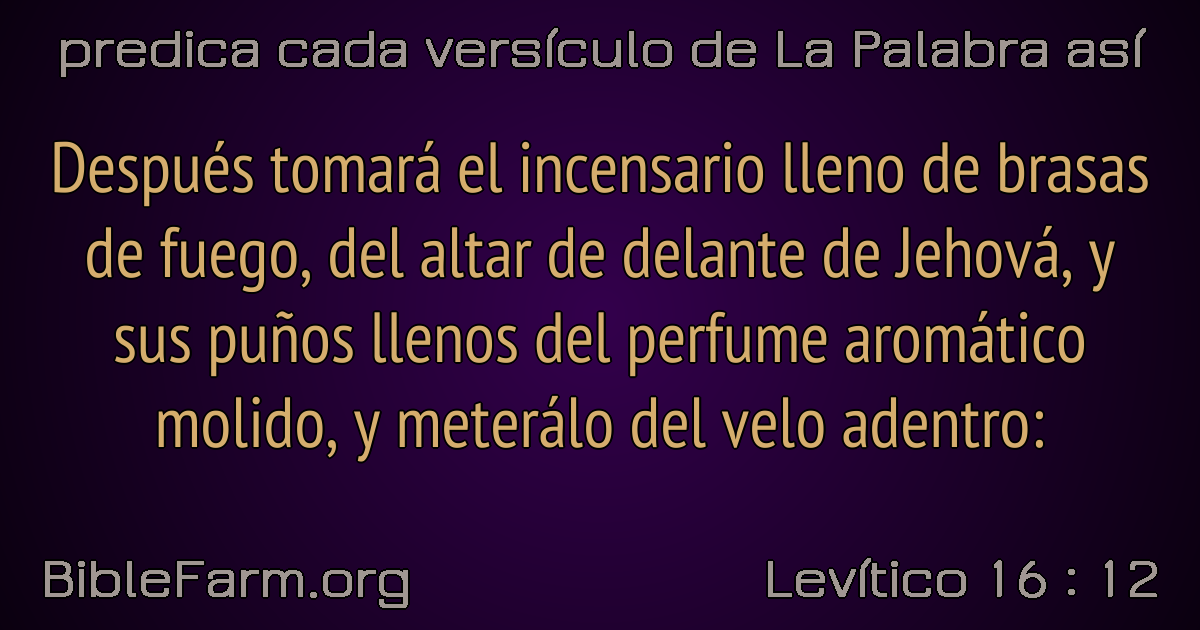 predica cada versículo de La Palabra así
Después tomará el incensario lleno de brasas
de fuego, del altar de delante de Jehová, y
sus puños llenos del perfume aromático
molido, y meterálo del velo adentro:
BibleFarm.org
Levítico 16 : 12